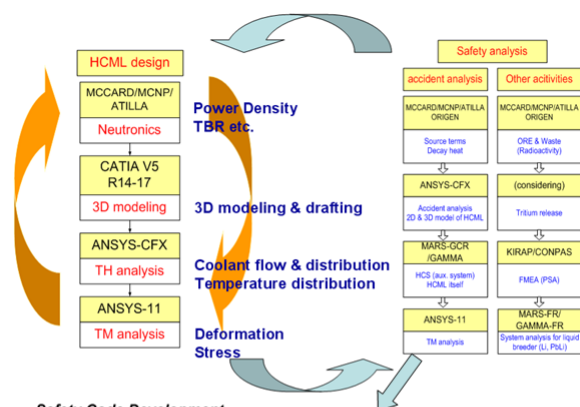 HCML design
MCCARD/MCNP/
ATILLA
Neutronics
CATIA V5
R14-17
3D modeling
ANSYS-CFX
TH analysis
ANSYS-11
TM analysis
Power Density
TBR etc.
3D modeling & drafting
Coolant flow & distribution
Temperature distribution
Deformation
Stress
Safety analysis
accident analysis
MCCARD/MCNP/ATILLA
ORIGEN
Source terms
Decay heat
ANSYS-CFX
Accident analysis
2D & 3D model of HCML
MARS-GCR
/GAMMA
HCS (aux. system)
HCML itself
ANSYS-11
TM analysis
Other acitivities
MCCARD/MCNP/ATILLA
ORIGEN
ORE & Waste
(Radioactivity)
(considering)
Tritium release
KIRAP/CONPAS
FMEA (PSA)
MARS-FR/
GAMMA-FR
System analysis for liquid
breeder (Li, PbLi)
Safety Code Development